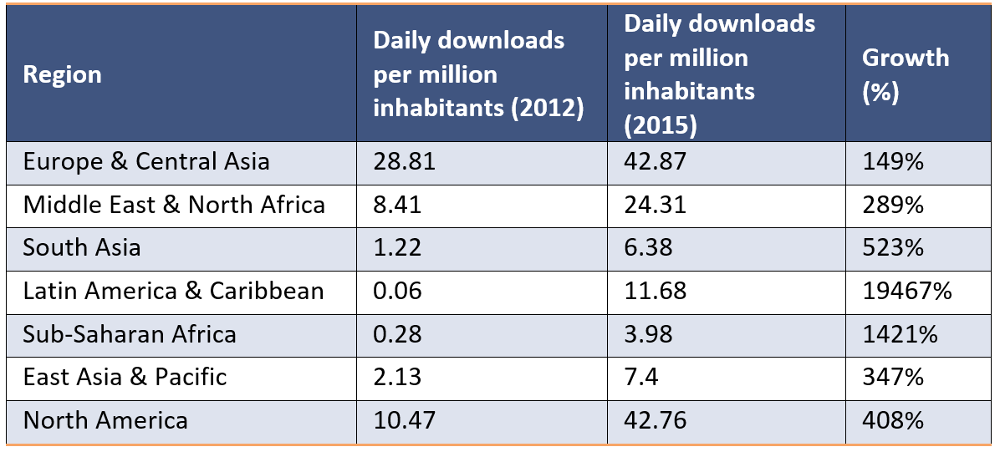 Region
Daily downloads
per million
inhabitants (2012)
Daily downloads
per million
inhabitants
(2015)
Growth
(%)
Europe & Central Asia 28.81 42.87 149%
Middle East & North Africa 8.41 24.31 289%
South Asia 1.22 6.38 523%
Latin America & Caribbean 0.06 11.68 19467%
Sub-Saharan Africa 0.28 3.98 1421%
East Asia & Pacific 2.13 7.4 347%
North America 10.47 42.76 408%